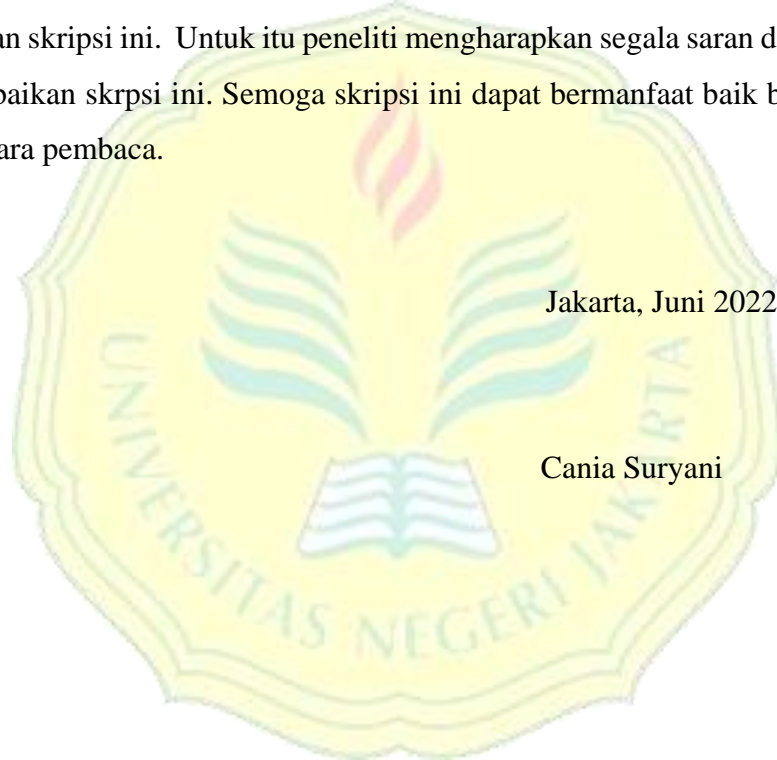 an skripsi ini. Untuk itu peneliti mengharapkan segala saran d
baikan skrpsi ini. Semoga skripsi ini dapat bermanfaat baik b
ara pembaca.
Jakarta, Juni 2022
Cania Suryani
UNIVERSITAS NEGERI JAKARTA